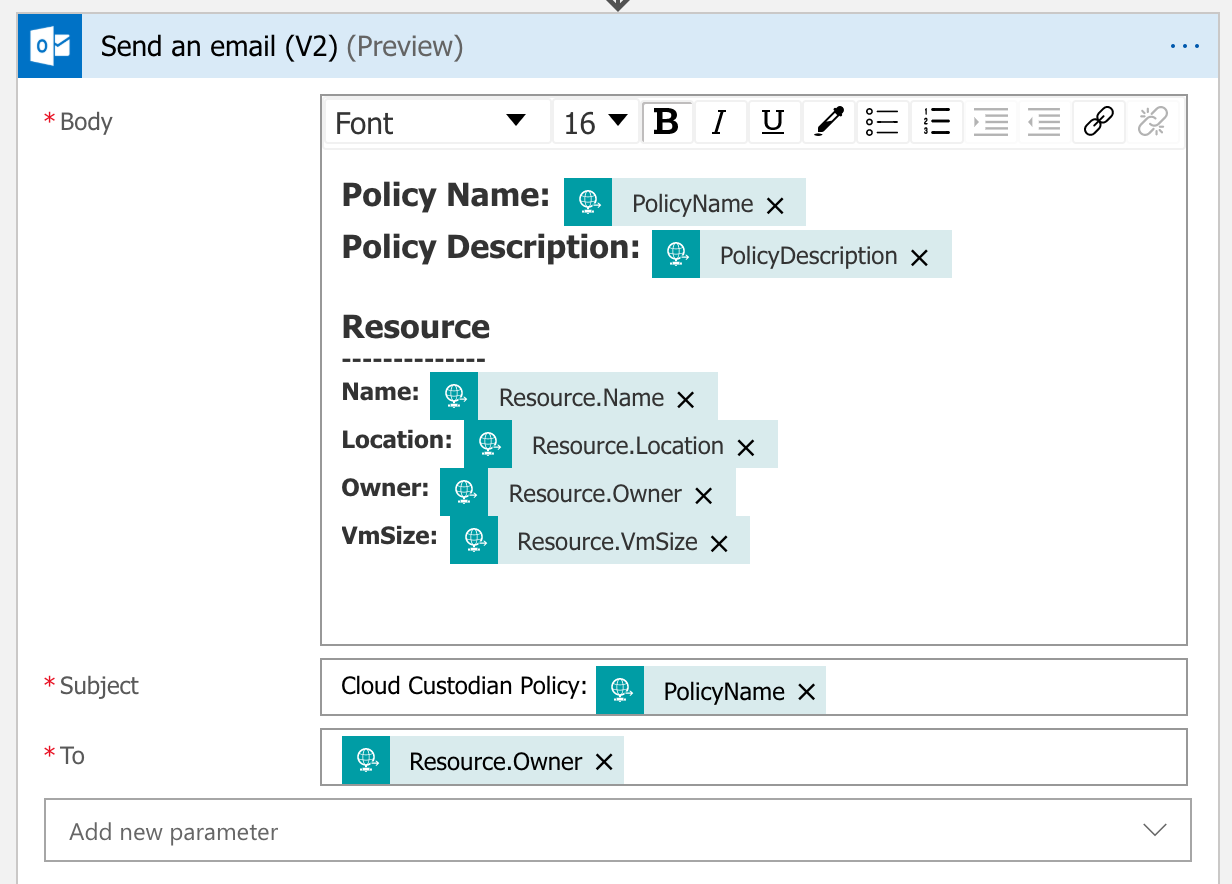 Send an email (V2) (Preview)
* Body
Font 16 B I U
Policy Name: PolicyName ×
Policy Description: PolicyDescription ×
Resource
--------------
Name: Resource.Name ×
Location: Resource.Location ×
Owner: Resource.Owner ×
VmSize: Resource.VmSize ×
* Subject
Cloud Custodian Policy: PolicyName ×
* To
Resource.Owner ×
Add new parameter